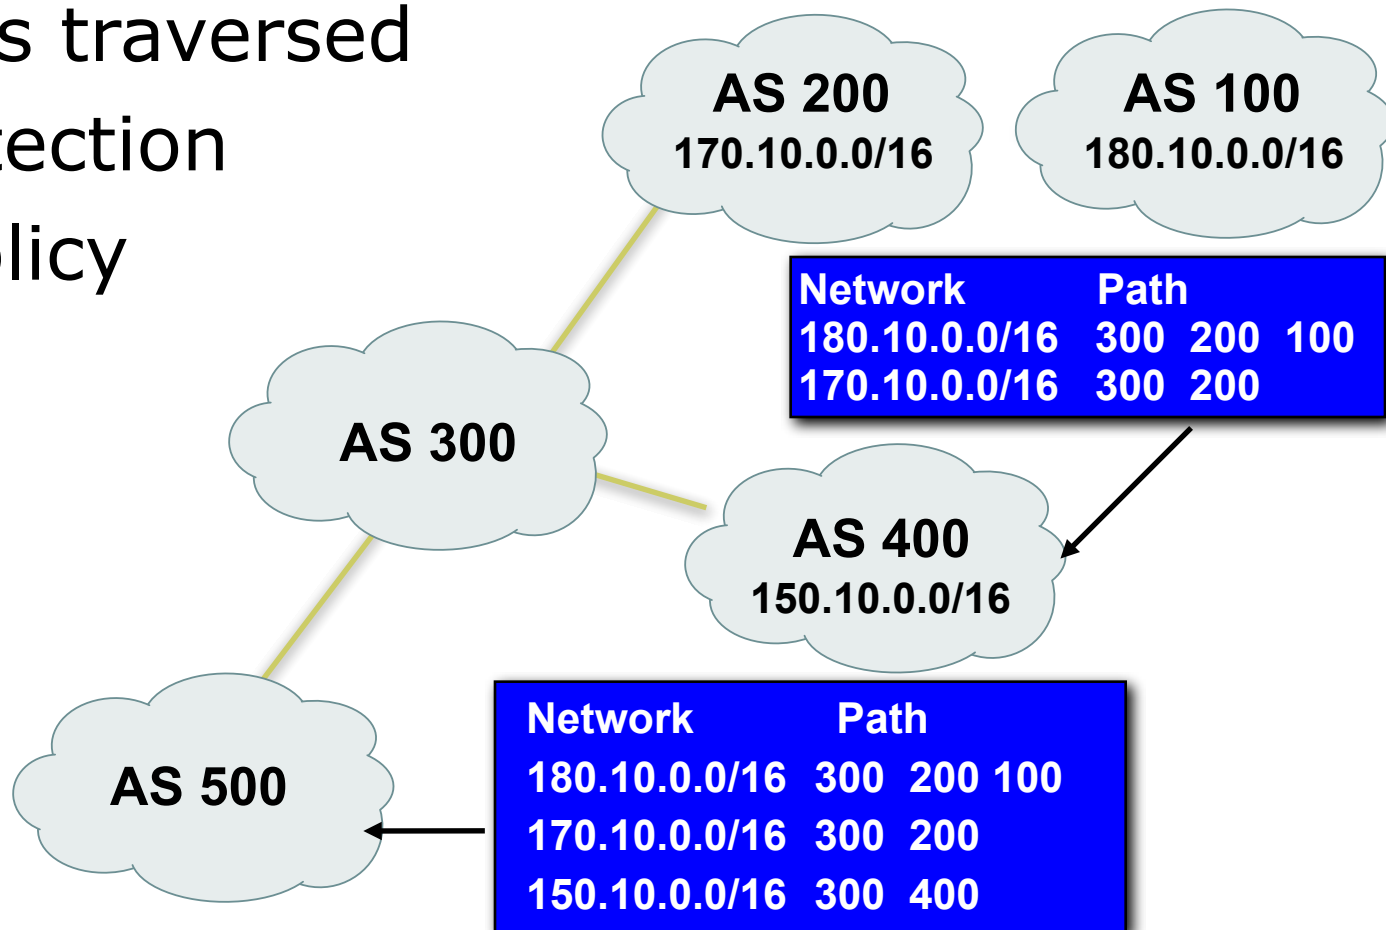 s traversed
tection
olicy
AS 200
170.10.0.0/16
AS 100
180.10.0.0/16
Network Path
180.10.0.0/16 300 200 100
170.10.0.0/16 300 200
AS 300
AS 400
150.10.0.0/16
AS 500
Network Path
180.10.0.0/16 300 200 100
170.10.0.0/16 300 200
150.10.0.0/16 300 400